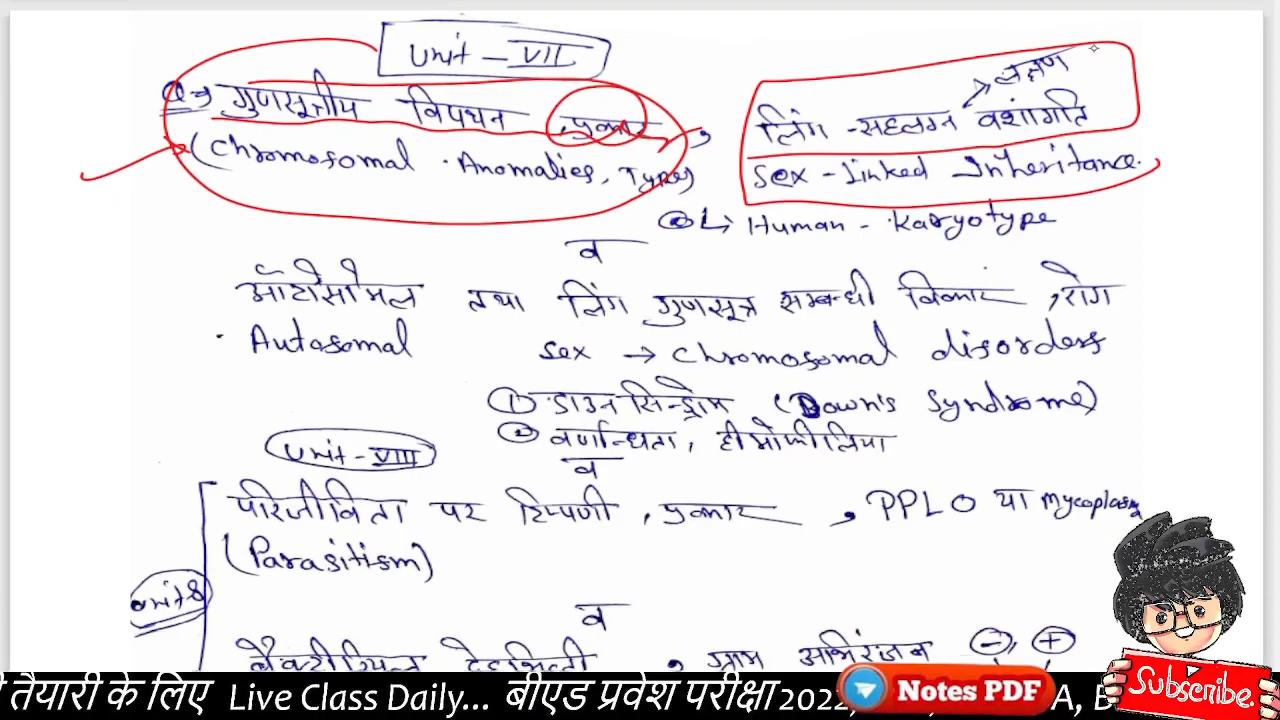 Unit - VII
Q → गुणसूत्रीय विपथन, प्रकार,
(Chromosomal Anomalies, Types)
→ लक्षण
लिंग - सहलग्न वंशागति
Sex - Linked Inheritance.
↳ Human - Karyotype
व
ऑटोसोमल तथा लिंग गुणसूत्र सम्बन्धी विकार, रोग
Autosomal sex → Chromosomal disorders
① डाउन सिन्ड्रोम (Down's Syndrome)
② वर्णान्धता, हीमोफीलिया
Unit - VIII
व
परिजीविता पर टिप्पणी, प्रकार, PPLO या mycoplasma
(Parasitism)
Unit 8
व
ग्राम अभिरंजन ⊖, ⊕
तैयारी के लिए Live Class Daily... बीएड प्रवेश परीक्षा 2022,
Notes PDF
A, B
Subscribe